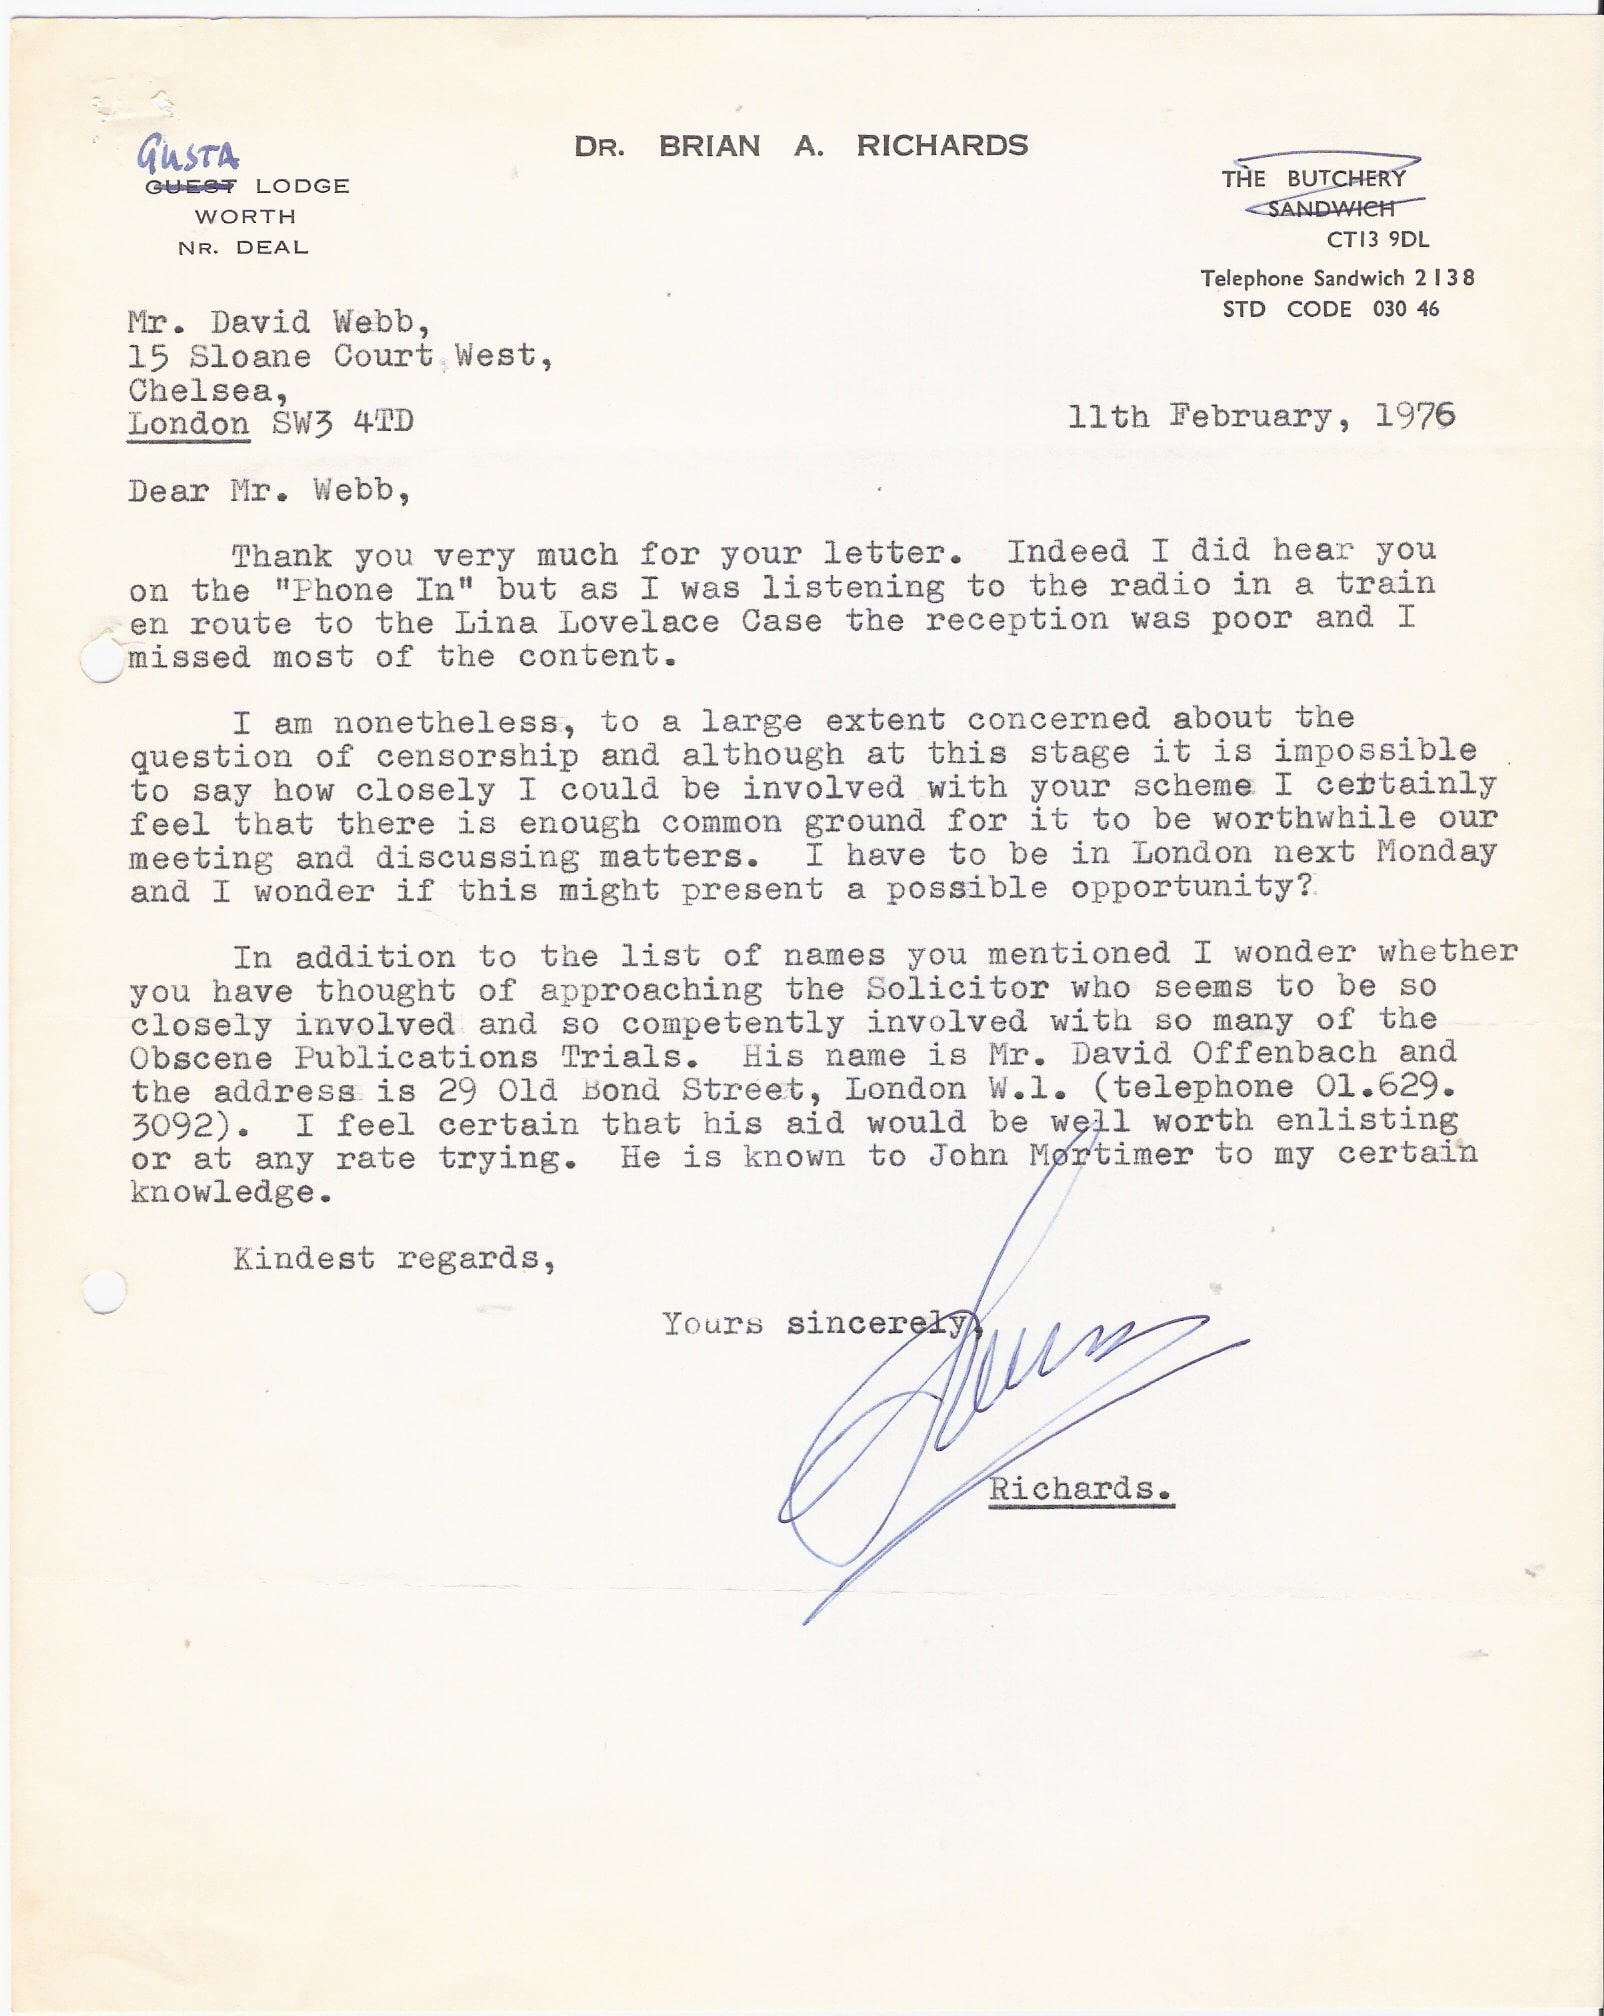 DR. BRIAN A. RICHARDS
GUSTA
GUEST LODGE
WORTH
NR. DEAL
THE BUTCHERY
SANDWICH
CT13 9DL
Telephone Sandwich 2138
STD CODE 030 46
Mr. David Webb,
15 Sloane Court West,
Chelsea,
London SW3 4TD
11th February, 1976
Dear Mr. Webb,
Thank you very much for your letter. Indeed I did hear you
on the "Phone In" but as I was listening to the radio in a train
en route to the Lina Lovelace Case the reception was poor and I
missed most of the content.
I am nonetheless, to a large extent concerned about the
question of censorship and although at this stage it is impossible
to say how closely I could be involved with your scheme I certainly
feel that there is enough common ground for it to be worthwhile our
meeting and discussing matters. I have to be in London next Monday
and I wonder if this might present a possible opportunity?
In addition to the list of names you mentioned I wonder whether
you have thought of approaching the Solicitor who seems to be so
closely involved and so competently involved with so many of the
Obscene Publications Trials. His name is Mr. David Offenbach and
the address is 29 Old Bond Street, London W.1. (telephone 01.629.
3092). I feel certain that his aid would be well worth enlisting
or at any rate trying. He is known to John Mortimer to my certain
knowledge.
Kindest regards,
Yours sincerely,
Richards.